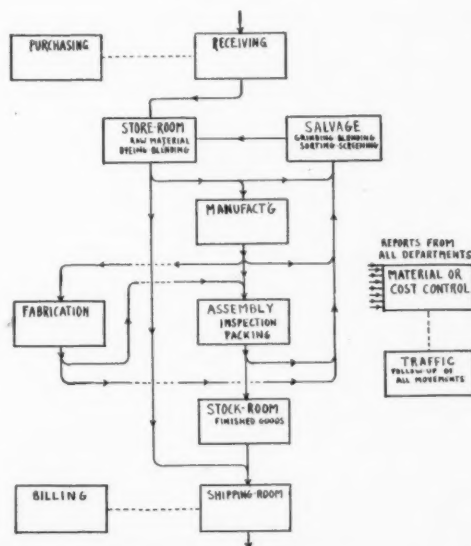 PURCHASING
RECEIVING
STORE-ROOM
RAW MATERIAL
DYEING-BLENDING
SALVAGE
GRINDING BLENDING
SORTING-SCREENING
MANUFACT'G
REPORTS FROM
ALL DEPARTMENTS
MATERIAL OR
COST CONTROL
FABRICATION
ASSEMBLY
INSPECTION
PACKING
TRAFFIC
FOLLOW-UP OF
ALL MOVEMENTS
STOCK-ROOM
FINISHED GOODS
BILLING
SHIPPING-ROOM